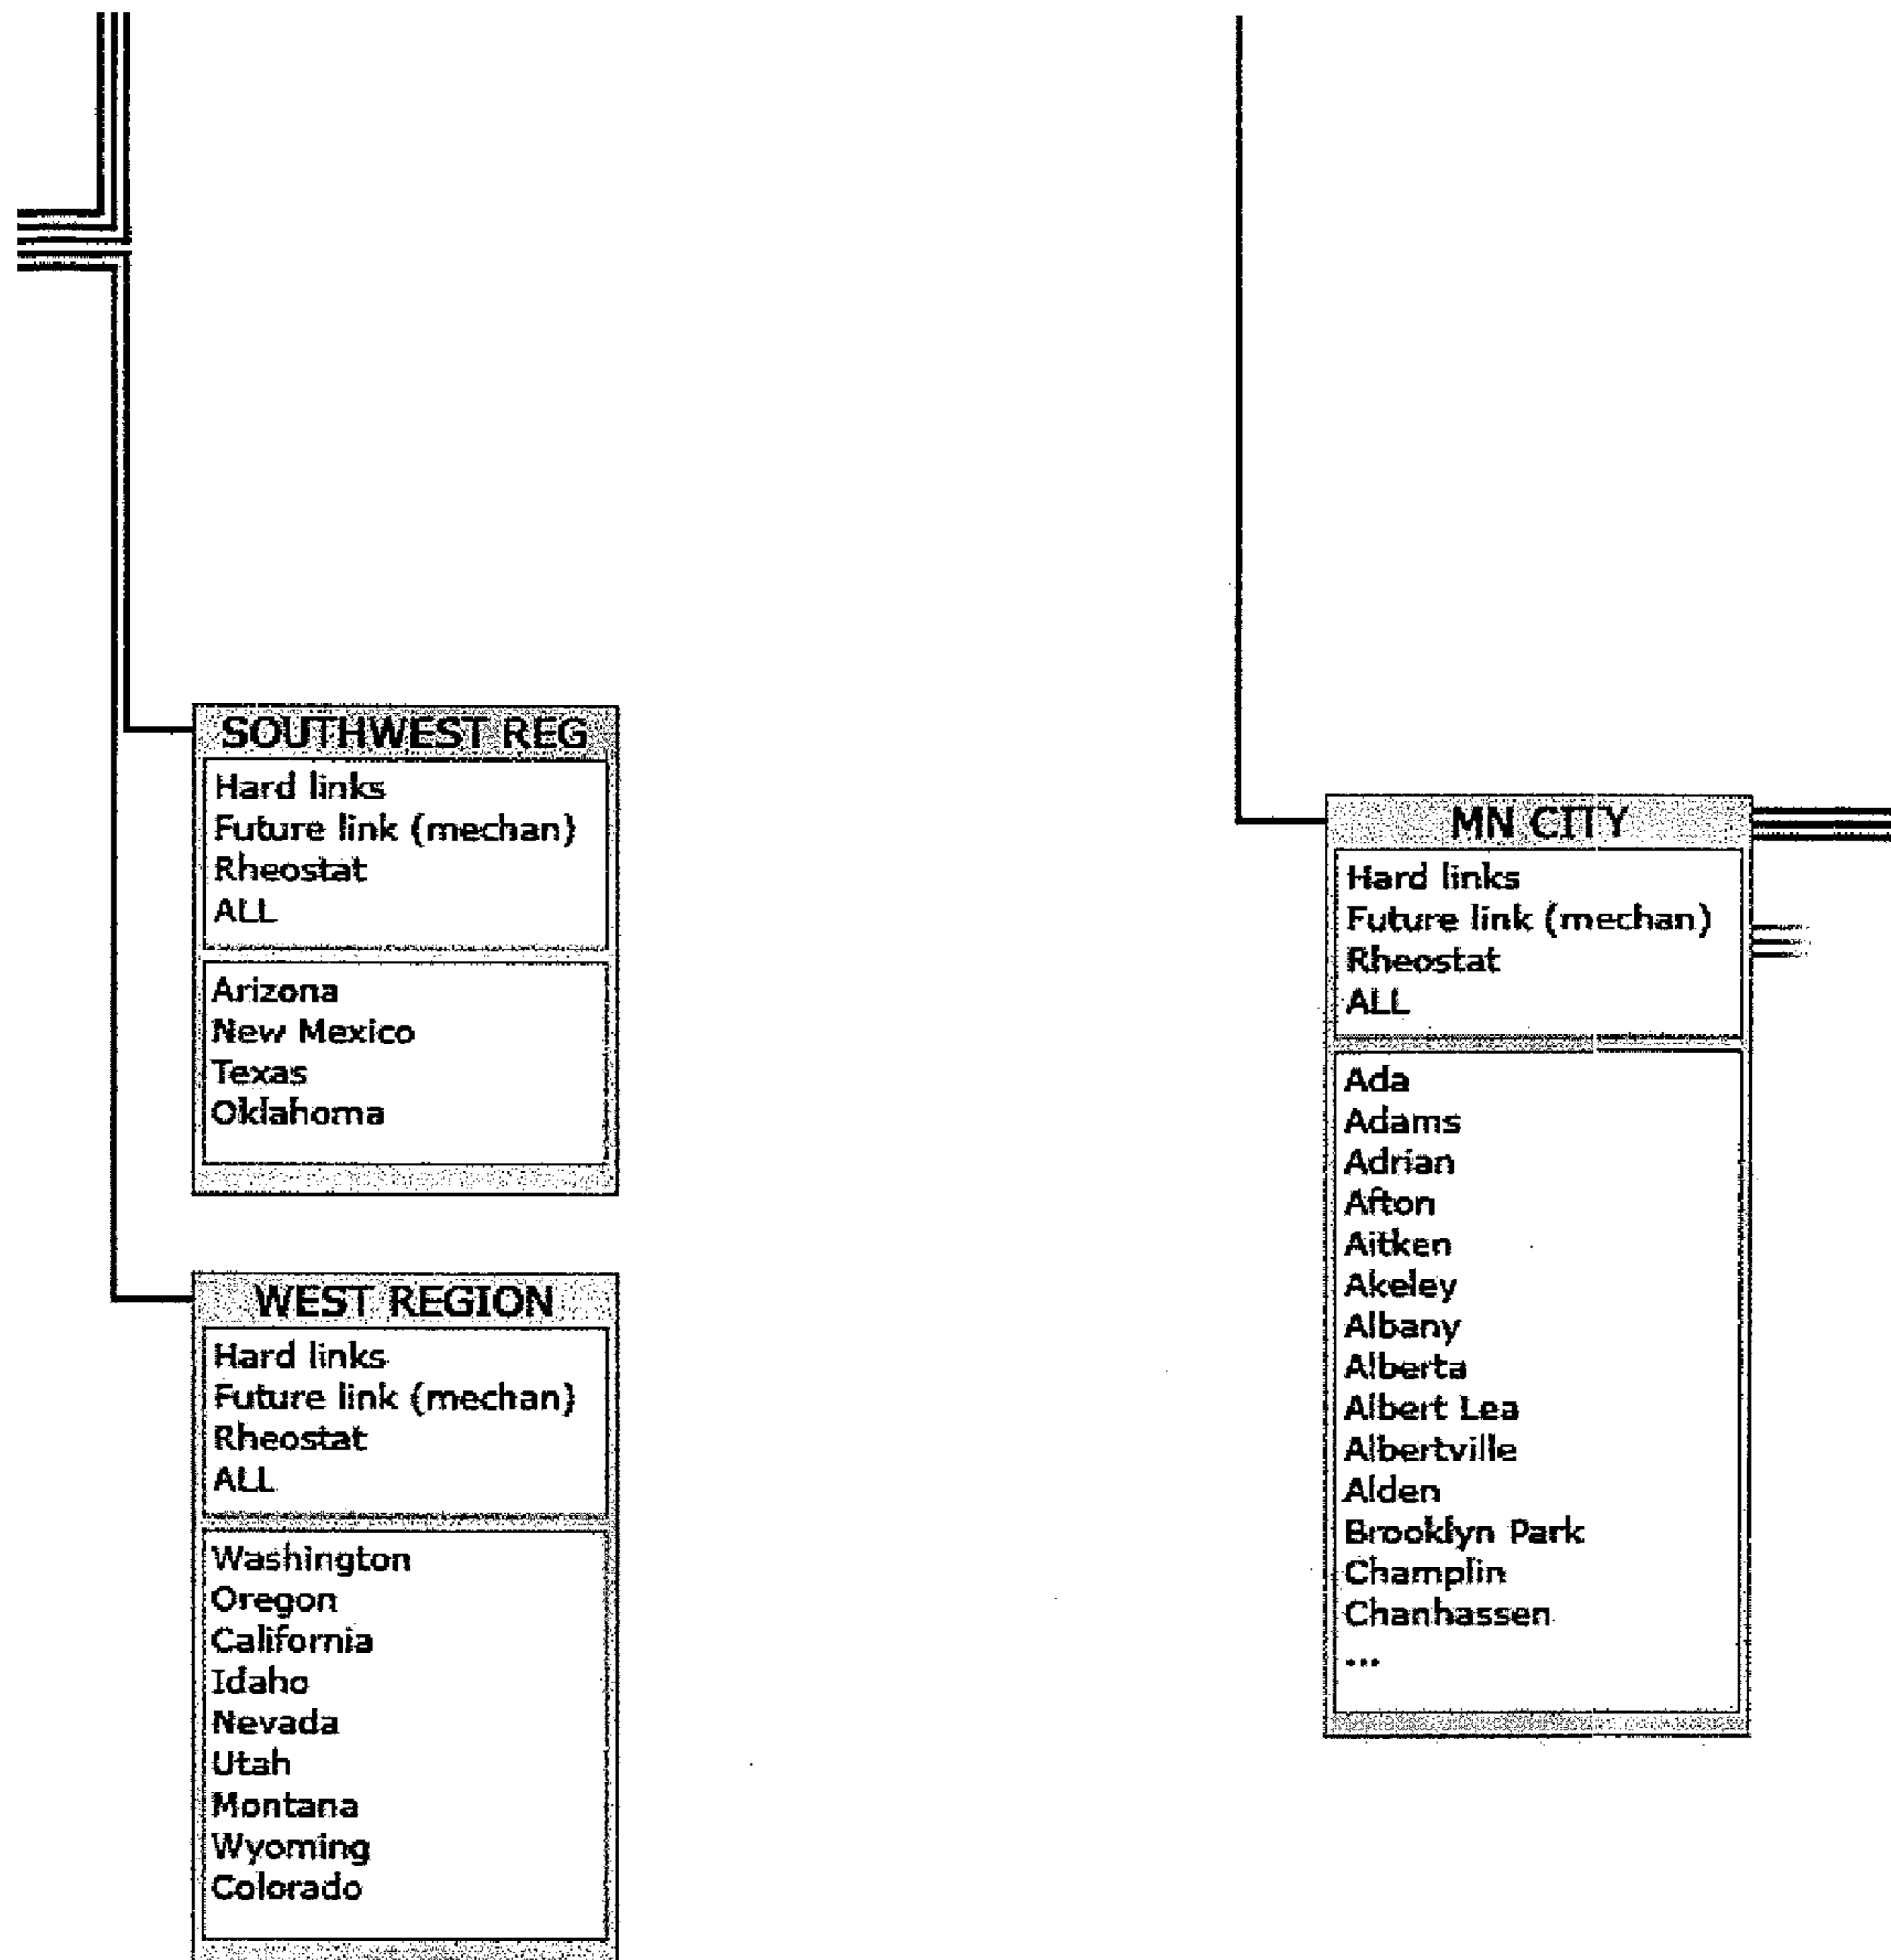 SOUTHWEST REG
Hard links
Future link (mechan)
Rheostat
ALL
Arizona
New Mexico
Texas
Oklahoma
WEST REGION
Hard links
Future link (mechan)
Rheostat
ALL
Washington
Oregon
California
Idaho
Nevada
Utah
Montana
Wyoming
Colorado
MN CITY
Hard links
Future link (mechan)
Rheostat
ALL
Ada
Adams
Adrian
Afton
Aitken
Akeley
Albany
Alberta
Albert Lea
Albertville
Alden
Brooklyn Park
Champlin
Chanhassen
...